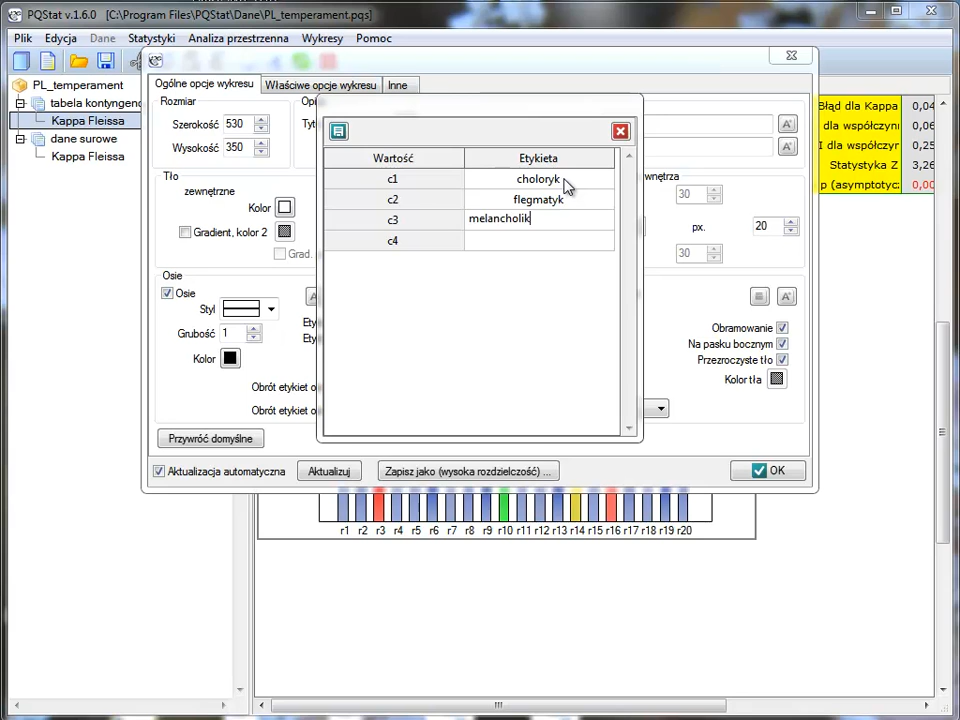 PQStat v.1.6.0 [C:\Program Files\PQStat\Dane\PL_temperament.pqs]
Plik Edycja Dane Statystyki Analiza przestrzenna Wykresy Pomoc
PL_temperament
tabela kontyngenc
Kappa Fleissa
dane surowe
Kappa Fleissa
Ogólne opcje wykresu Właściwe opcje wykresu Inne
Rozmiar
Szerokość 530
Wysokość 350
Tło
zewnętrzne
Kolor
Gradient, kolor 2
Grad.
30
px. 20
30
Osie
Osie
Styl
Grubość 1
Kolor
Obrót etykiet o
Obrót etykiet o
Obramowanie
Na pasku bocznym
Przezroczyste tło
Kolor tła
Przywróć domyślne
Aktualizacja automatyczna Aktualizuj Zapisz jako (wysoka rozdzielczość) ... OK
Wartość Etykieta
c1 choloryk
c2 flegmatyk
c3 melancholik
c4
Błąd dla Kappa 0,04
dla współczyni 0,06
I dla współczyr 0,25
Statystyka Z 3,26
p (asymptotycz 0,00
r1 r2 r3 r4 r5 r6 r7 r8 r9 r10 r11 r12 r13 r14 r15 r16 r17 r18 r19 r20